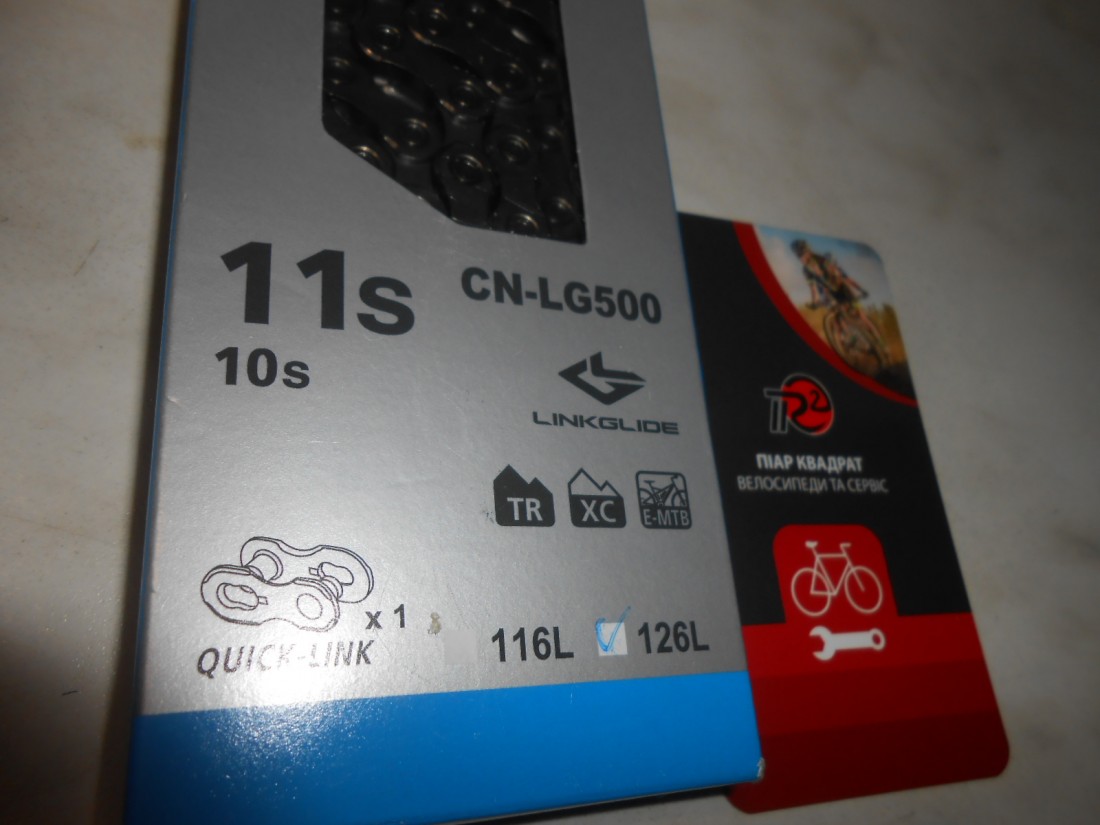 11s
CN-LG500
10s
LINKGLIDE
TR
XC
E-MTB
x 1
QUICK-LINK
116L
126L
ПІАР КВАДРАТ
ВЕЛОСИПЕДИ ТА СЕРВІС